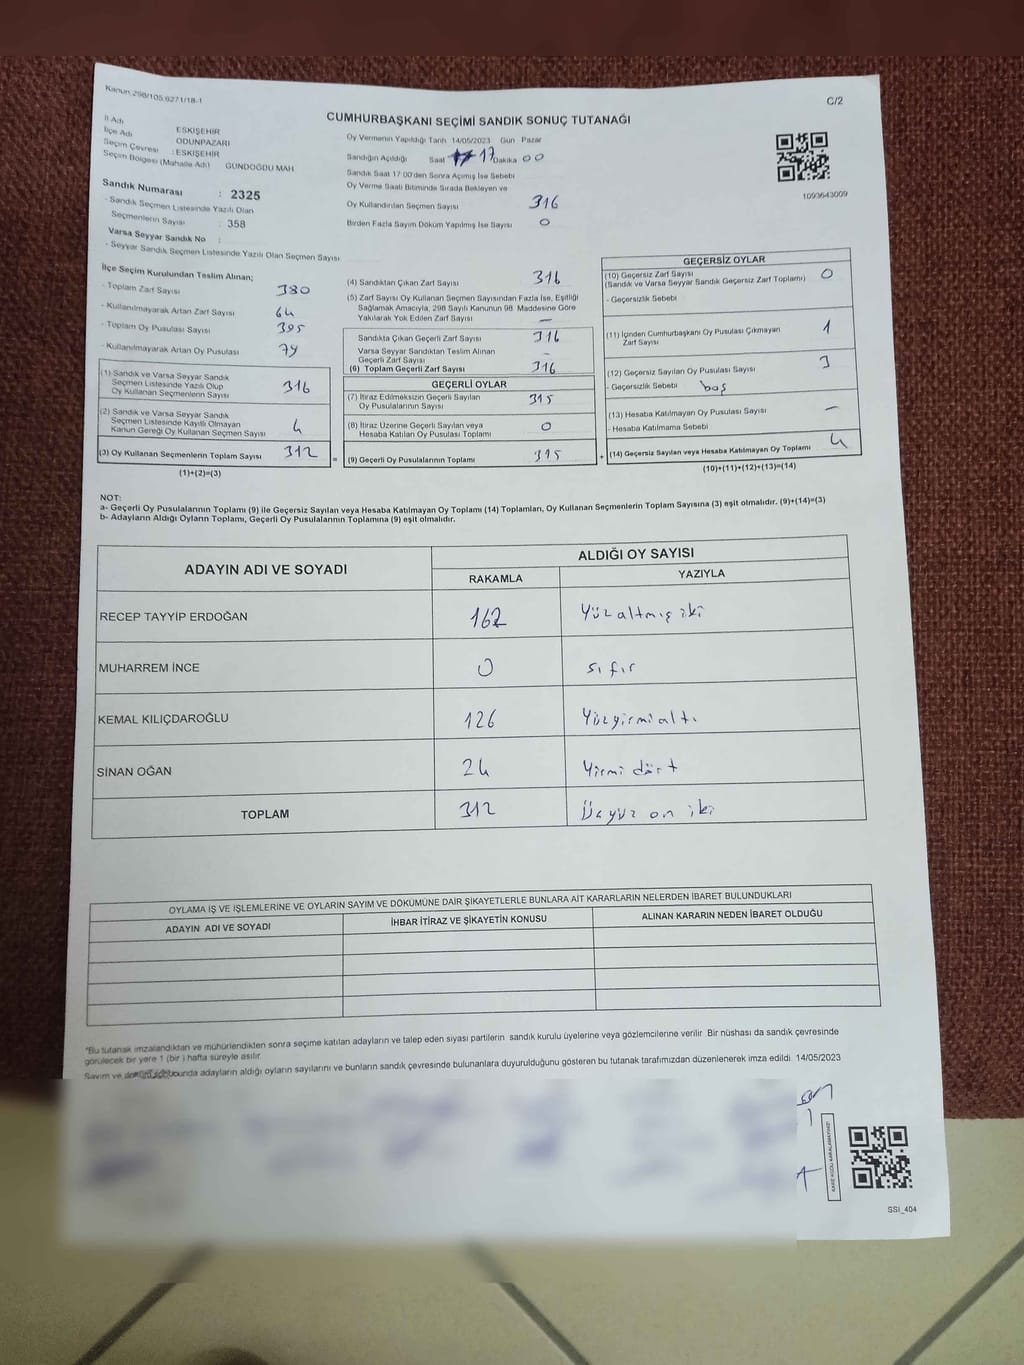 Kanun 298/105.6271/18-1
C/2
CUMHURBAŞKANI SEÇİMİ SANDIK SONUÇ TUTANAĞI
İl Adı : ESKİŞEHİR
İlçe Adı : ODUNPAZARI
Seçim Çevresi : ESKİŞEHİR
Seçim Bölgesi (Mahalle Adı) GÜNDOĞDU MAH
Sandık Numarası : 2325
- Sandık Seçmen Listesinde Yazılı Olan
Seçmenlerin Sayısı : 358
Varsa Seyyar Sandık No :
- Seyyar Sandık Seçmen Listesinde Yazılı Olan Seçmen Sayısı
Oy Vermenin Yapıldığı Tarih 14/05/2023 Gün Pazar
Sandığın Açıldığı Saat 17 Dakika 00
Sandık Saat 17 00'den Sonra Açımış İse Sebebi
Oy Verme Saati Bitiminde Sırada Bekleyen ve
Oy Kullandırılan Seçmen Sayısı 316
Birden Fazla Sayım Döküm Yapılmış İse Sayısı 0
1093643009
İlçe Seçim Kurulundan Teslim Alınan;
- Toplam Zarf Sayısı 380
- Kullanılmayarak Artan Zarf Sayısı 64
- Toplam Oy Pusulası Sayısı 395
- Kullanılmayarak Artan Oy Pusulası 79
(1) Sandık ve Varsa Seyyar Sandık
Seçmen Listesinde Yazılı Olup
Oy Kullanan Seçmenlerin Sayısı 316
(2) Sandık ve Varsa Seyyar Sandık
Seçmen Listesinde Kayıtlı Olmayan
Kanun Gereği Oy Kullanan Seçmen Sayısı 4
(3) Oy Kullanan Seçmenlerin Toplam Sayısı 312
(1)+(2)=(3)
(4) Sandıktan Çıkan Zarf Sayısı 316
(5) Zarf Sayısı Oy Kullanan Seçmen Sayısından Fazla İse, Eşitliği
Sağlamak Amacıyla, 298 Sayılı Kanunun 98. Maddesine Göre
Yakılarak Yok Edilen Zarf Sayısı —
Sandıkta Çıkan Geçerli Zarf Sayısı 316
Varsa Seyyar Sandıktan Teslim Alınan
Geçerli Zarf Sayısı —
(6) Toplam Geçerli Zarf Sayısı 316
GEÇERLİ OYLAR
(7) İtiraz Edilmeksizin Geçerli Sayılan
Oy Pusulalarının Sayısı 315
(8) İtiraz Üzerine Geçerli Sayılan veya
Hesaba Katılan Oy Pusulası Toplamı 0
= (9) Geçerli Oy Pusulalarının Toplamı 315
GEÇERSİZ OYLAR
(10) Geçersiz Zarf Sayısı 0
(Sandık ve Varsa Seyyar Sandık Geçersiz Zarf Toplamı)
- Geçersizlik Sebebi
(11) İçinden Cumhurbaşkanı Oy Pusulası Çıkmayan
Zarf Sayısı 1
(12) Geçersiz Sayılan Oy Pusulası Sayısı 3
- Geçersizlik Sebebi boş
(13) Hesaba Katılmayan Oy Pusulası Sayısı —
- Hesaba Katılmama Sebebi
+ (14) Geçersiz Sayılan veya Hesaba Katılmayan Oy Toplamı 4
(10)+(11)+(12)+(13)=(14)
NOT:
a- Geçerli Oy Pusulalarının Toplamı (9) ile Geçersiz Sayılan veya Hesaba Katılmayan Oy Toplamı (14) Toplamları, Oy Kullanan Seçmenlerin Toplam Sayısına (3) eşit olmalıdır. (9)+(14)=(3)
b- Adayların Aldığı Oyların Toplamı, Geçerli Oy Pusulalarının Toplamına (9) eşit olmalıdır.
ADAYIN ADI VE SOYADI
ALDIĞI OY SAYISI
RAKAMLA YAZIYLA
RECEP TAYYİP ERDOĞAN 162 Yüz altmış iki
MUHARREM İNCE 0 sıfır
KEMAL KILIÇDAROĞLU 126 Yüzyirmialtı
SİNAN OĞAN 24 Yirmi dört
TOPLAM 312 Üçyüz on iki
OYLAMA İŞ VE İŞLEMLERİNE VE OYLARIN SAYIM VE DÖKÜMÜNE DAİR ŞİKAYETLERLE BUNLARA AİT KARARLARIN NELERDEN İBARET BULUNDUKLARI
ADAYIN ADI VE SOYADI İHBAR İTİRAZ VE ŞİKAYETİN KONUSU ALINAN KARARIN NEDEN İBARET OLDUĞU
*Bu tutanak imzalandıktan ve mühürlendikten sonra seçime katılan adayların ve talep eden siyasi partilerin sandık kurulu üyelerine veya gözlemcilerine verilir Bir nüshası da sandık çevresinde
görülecek bir yere 1 (bir ) hafta süreyle asılır.
Sayım ve adayların aldığı oyların sayılarını ve bunların sandık çevresinde bulunanlara duyurulduğunu gösteren bu tutanak tarafımızdan düzenlenerek imza edildi. 14/05/2023
SSI_404